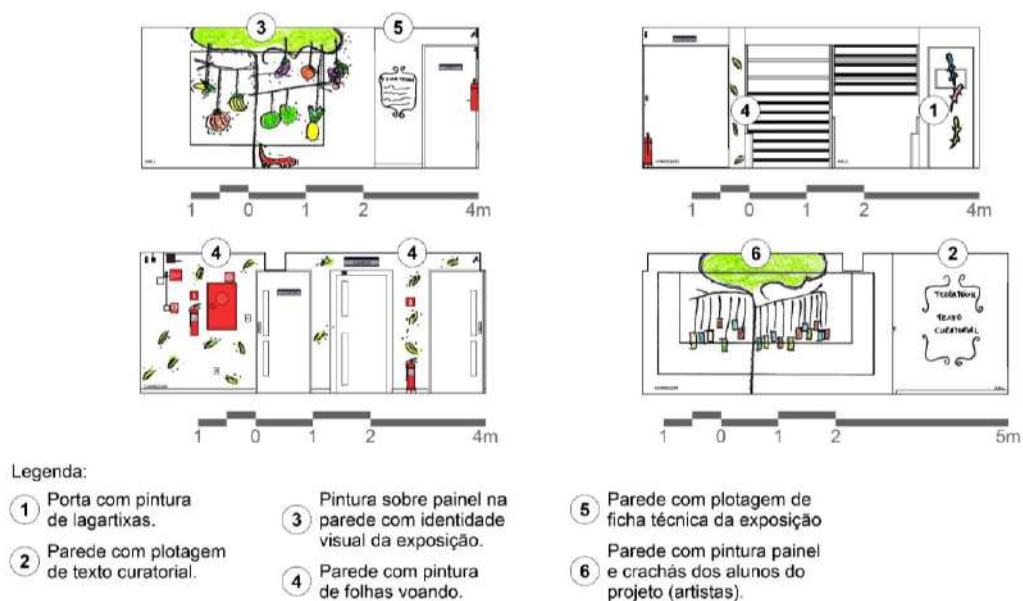 3
5
4
1
1 0 1 2 4m
1 0 1 2 4m
4
4
6
2
TERRATOON
TEXTO
CURATORIAL
1 0 1 2 4m
1 0 1 2 5m
Legenda:
1 Porta com pintura
de lagartixas.
2 Parede com plotagem
de texto curatorial.
3 Pintura sobre painel na
parede com identidade
visual da exposição.
4 Parede com pintura
de folhas voando.
5 Parede com plotagem de
ficha técnica da exposição
6 Parede com pintura painel
e crachás dos alunos do
projeto (artistas).